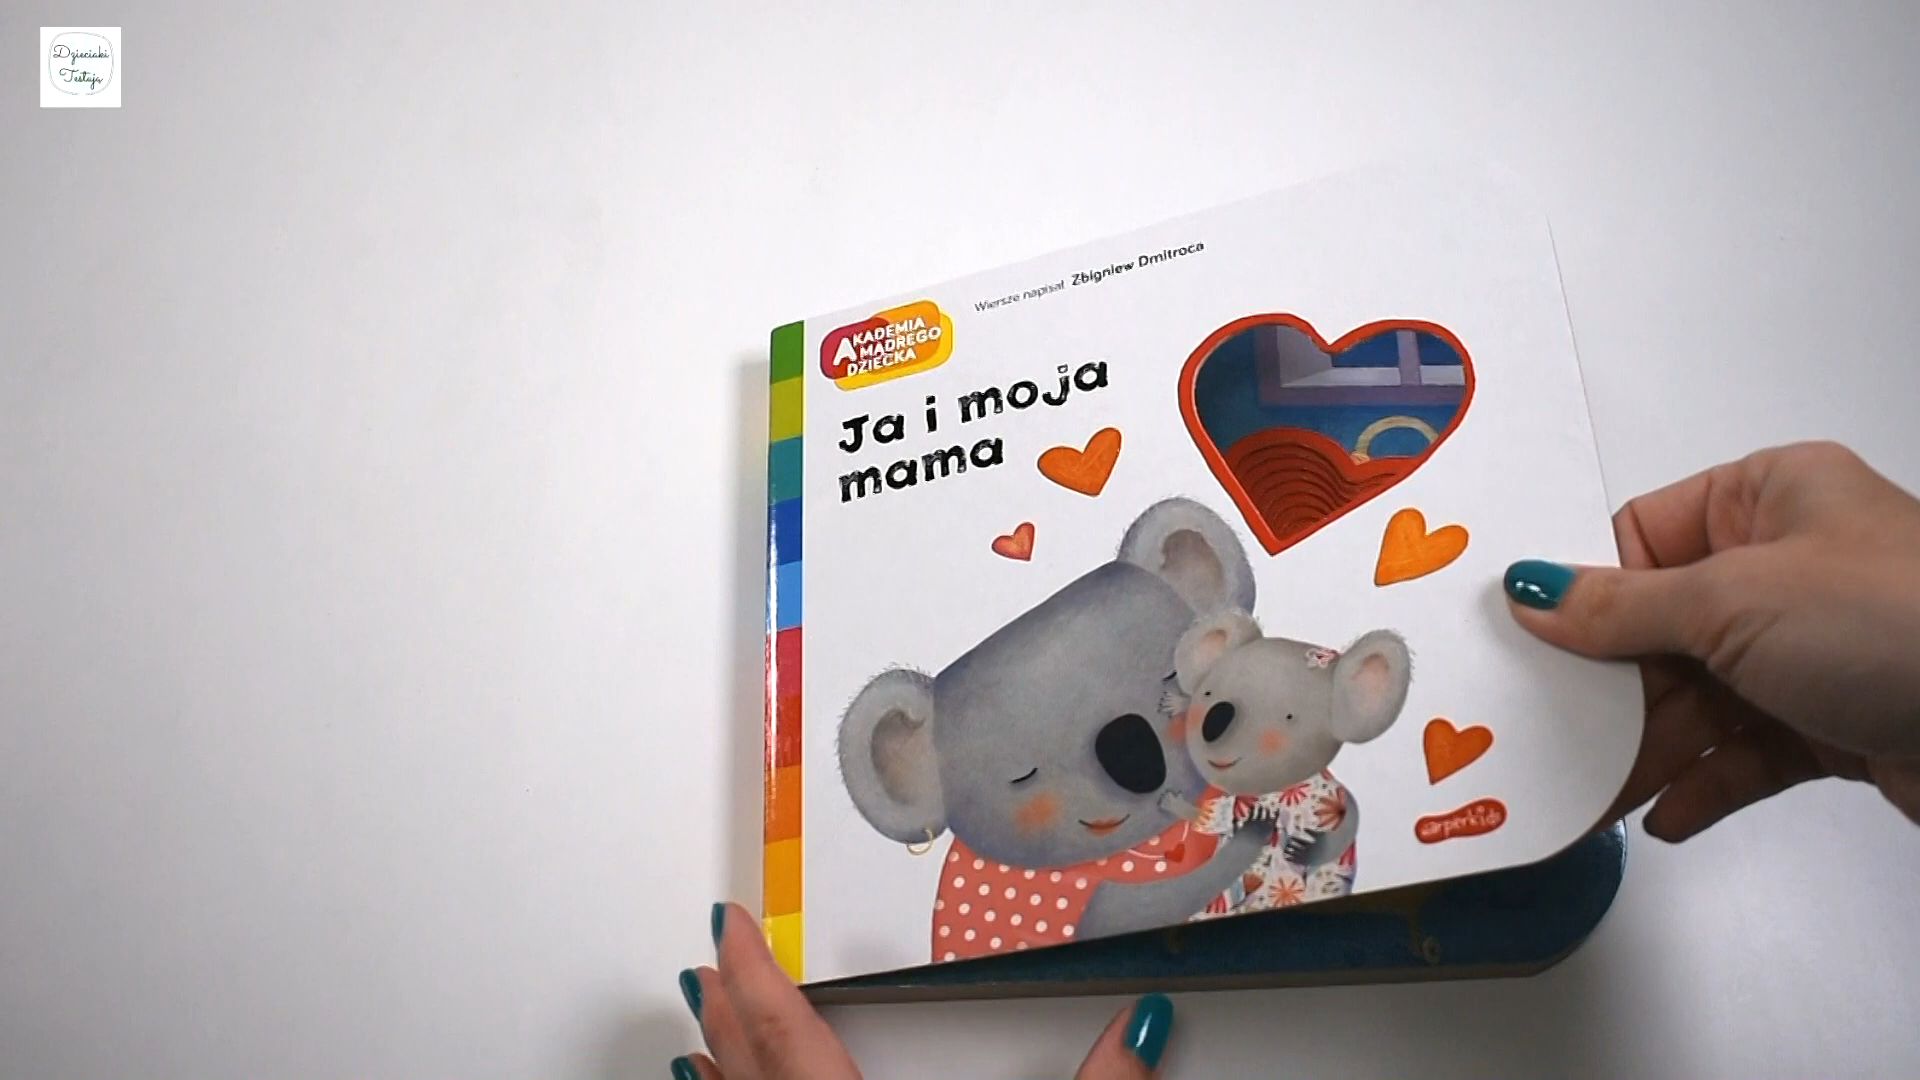 Dzieciaki
Testują
Wiersze napisał Zbigniew Dmitroca
AKADEMIA
MĄDREGO
DZIECKA
Ja i moja
mama
harperkids